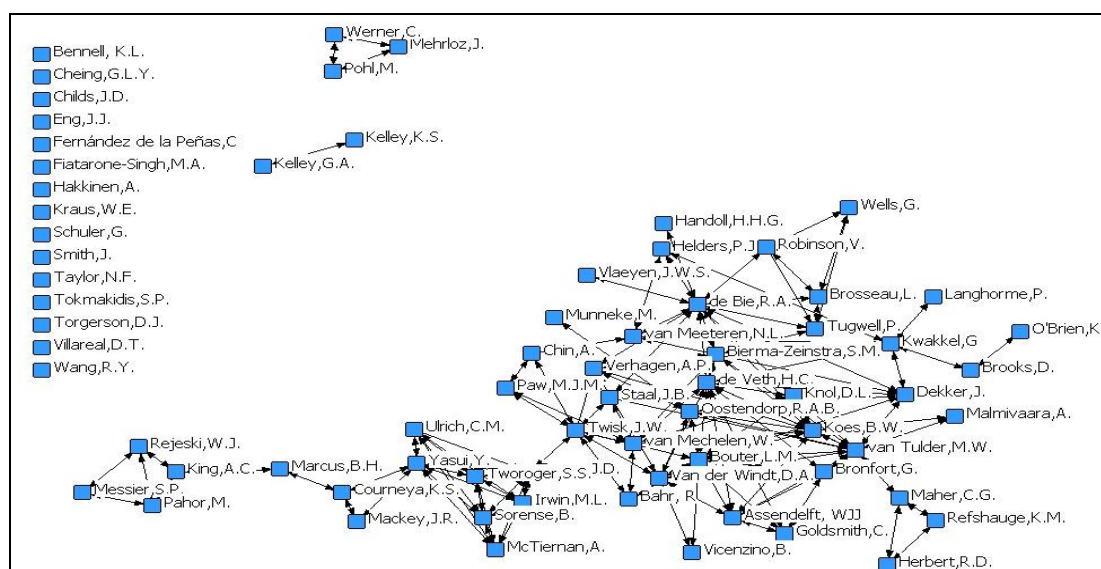 Bennell, K.L.
Cheing,G.L.Y.
Childs,J.D.
Eng,J.J.
Fernández de la Peñas,C
Fiatarone-Singh,M.A.
Hakkinen,A.
Kraus,W.E.
Schuler,G.
Smith,J.
Taylor,N.F.
Tokmakidis,S.P.
Torgerson,D.J.
Villareal,D.T.
Wang,R.Y.
Werner,C.
Mehrloz,J.
Pohl,M.
Kelley,K.S.
Kelley,G.A.
Wells,G.
Handoll,H.H.G.
Helders,P.J
Robinson,V.
Vlaeyen,J.W.S.
de Bie,R.A.
Brosseau,L.
Langhorme,P.
Munneke,M.
Tugwell,P.
van Meeteren,N.L.
Kwakkel,G
O'Brien,K
Chin,A.
Bierma-Zeinstra,S.M.
Verhagen,A.P.
Brooks,D.
Paw,M.J.M.
de Veth,H.C.
Staal,J.B.
Knol,D.L.
Dekker,J.
Oostendorp,R.A.B.
Malmivaara,A.
Ulrich,C.M.
Twisk,J.W.
Koes,B.W.
Rejeski,W.J.
van Mechelen,W.
van Tulder,M.W.
Yasui,Y.
Bouter,L.M.
King,A.C.
Marcus,B.H.
Tworoger,S.S.
J.D.
Bronfort,G.
Van der Windt,D.A.
Messier,S.P.
Courneya,K.S.
Pahor,M.
Irwin,M.L.
Bahr, R
Maher,C.G.
Mackey,J.R.
Sorense,B.
Assendelft, WJJ
Refshauge,K.M.
Goldsmith,C.
McTiernan,A.
Vicenzino,B.
Herbert,R.D.